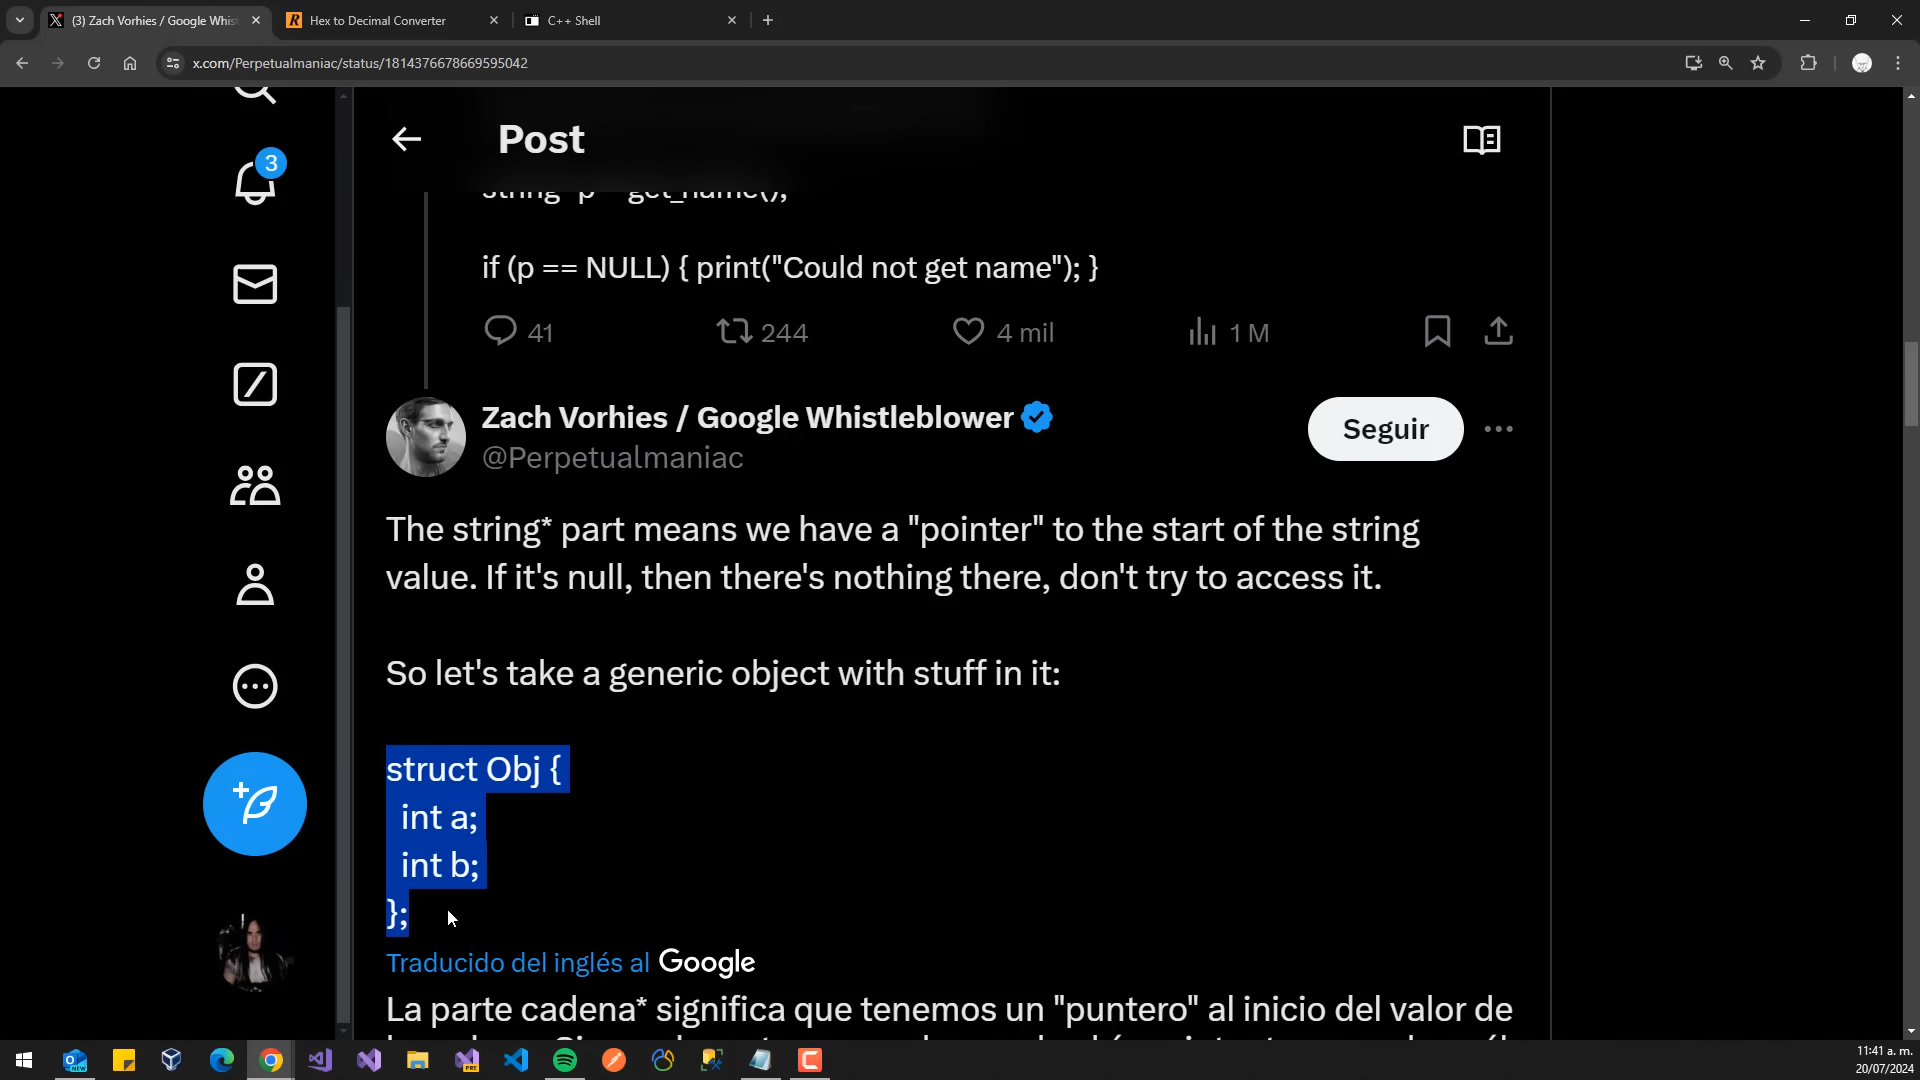 (3) Zach Vorhies / Google Whist
Hex to Decimal Converter
C++ Shell
x.com/Perpetualmaniac/status/1814376678669595042
Post
3
string* p = get_name();
if (p == NULL) { print("Could not get name"); }
41
244
4 mil
1 M
Zach Vorhies / Google Whistleblower
@Perpetualmaniac
Seguir
The string* part means we have a "pointer" to the start of the string
value. If it's null, then there's nothing there, don't try to access it.
So let's take a generic object with stuff in it:
struct Obj {
int a;
int b;
};
Traducido del inglés al Google
La parte cadena* significa que tenemos un "puntero" al inicio del valor de
11:41 a. m.
20/07/2024